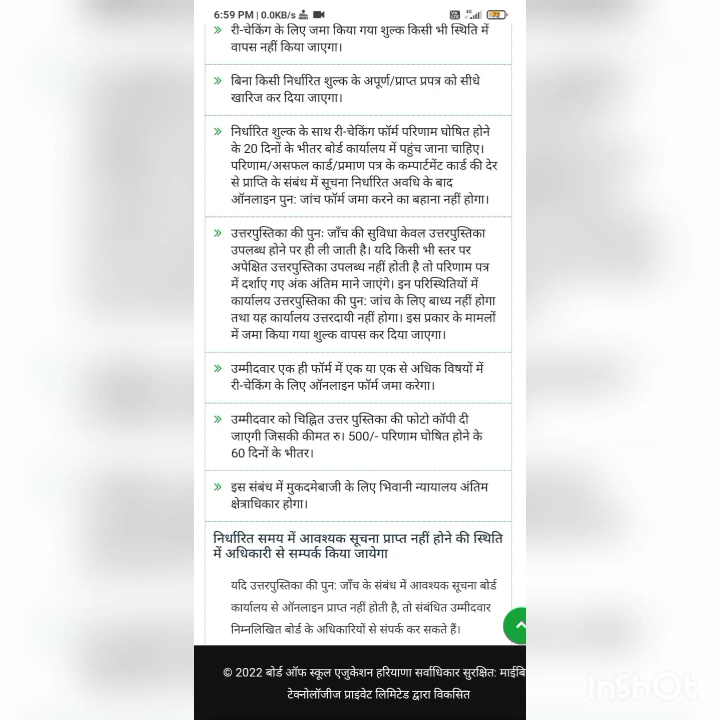 6:59 PM | 0.0KB/s
4G
72
» री-चेकिंग के लिए जमा किया गया शुल्क किसी भी स्थिति में
वापस नहीं किया जाएगा।
» बिना किसी निर्धारित शुल्क के अपूर्ण/प्राप्त प्रपत्र को सीधे
खारिज कर दिया जाएगा।
» निर्धारित शुल्क के साथ री-चेकिंग फॉर्म परिणाम घोषित होने
के 20 दिनों के भीतर बोर्ड कार्यालय में पहुंच जाना चाहिए।
परिणाम/असफल कार्ड/प्रमाण पत्र के कम्पार्टमेंट कार्ड की देर
से प्राप्ति के संबंध में सूचना निर्धारित अवधि के बाद
ऑनलाइन पुन: जांच फॉर्म जमा करने का बहाना नहीं होगा।
» उत्तरपुस्तिका की पुनः जाँच की सुविधा केवल उत्तरपुस्तिका
उपलब्ध होने पर ही ली जाती है। यदि किसी भी स्तर पर
अपेक्षित उत्तरपुस्तिका उपलब्ध नहीं होती है तो परिणाम पत्र
में दर्शाए गए अंक अंतिम माने जाएंगे। इन परिस्थितियों में
कार्यालय उत्तरपुस्तिका की पुन: जांच के लिए बाध्य नहीं होगा
तथा यह कार्यालय उत्तरदायी नहीं होगा। इस प्रकार के मामलों
में जमा किया गया शुल्क वापस कर दिया जाएगा।
» उम्मीदवार एक ही फॉर्म में एक या एक से अधिक विषयों में
री-चेकिंग के लिए ऑनलाइन फॉर्म जमा करेगा।
» उम्मीदवार को चिह्नित उत्तर पुस्तिका की फोटो कॉपी दी
जाएगी जिसकी कीमत रु। 500/- परिणाम घोषित होने के
60 दिनों के भीतर।
» इस संबंध में मुकदमेबाजी के लिए भिवानी न्यायालय अंतिम
क्षेत्राधिकार होगा।
निर्धारित समय में आवश्यक सूचना प्राप्त नहीं होने की स्थिति
में अधिकारी से सम्पर्क किया जायेगा
यदि उत्तरपुस्तिका की पुन: जाँच के संबंध में आवश्यक सूचना बोर्ड
कार्यालय से ऑनलाइन प्राप्त नहीं होती है, तो संबंधित उम्मीदवार
निम्नलिखित बोर्ड के अधिकारियों से संपर्क कर सकते हैं।
© 2022 बोर्ड ऑफ स्कूल एजुकेशन हरियाणा सर्वाधिकार सुरक्षित: माईबि
टेक्नोलॉजीज प्राइवेट लिमिटेड द्वारा विकसित
InShOt